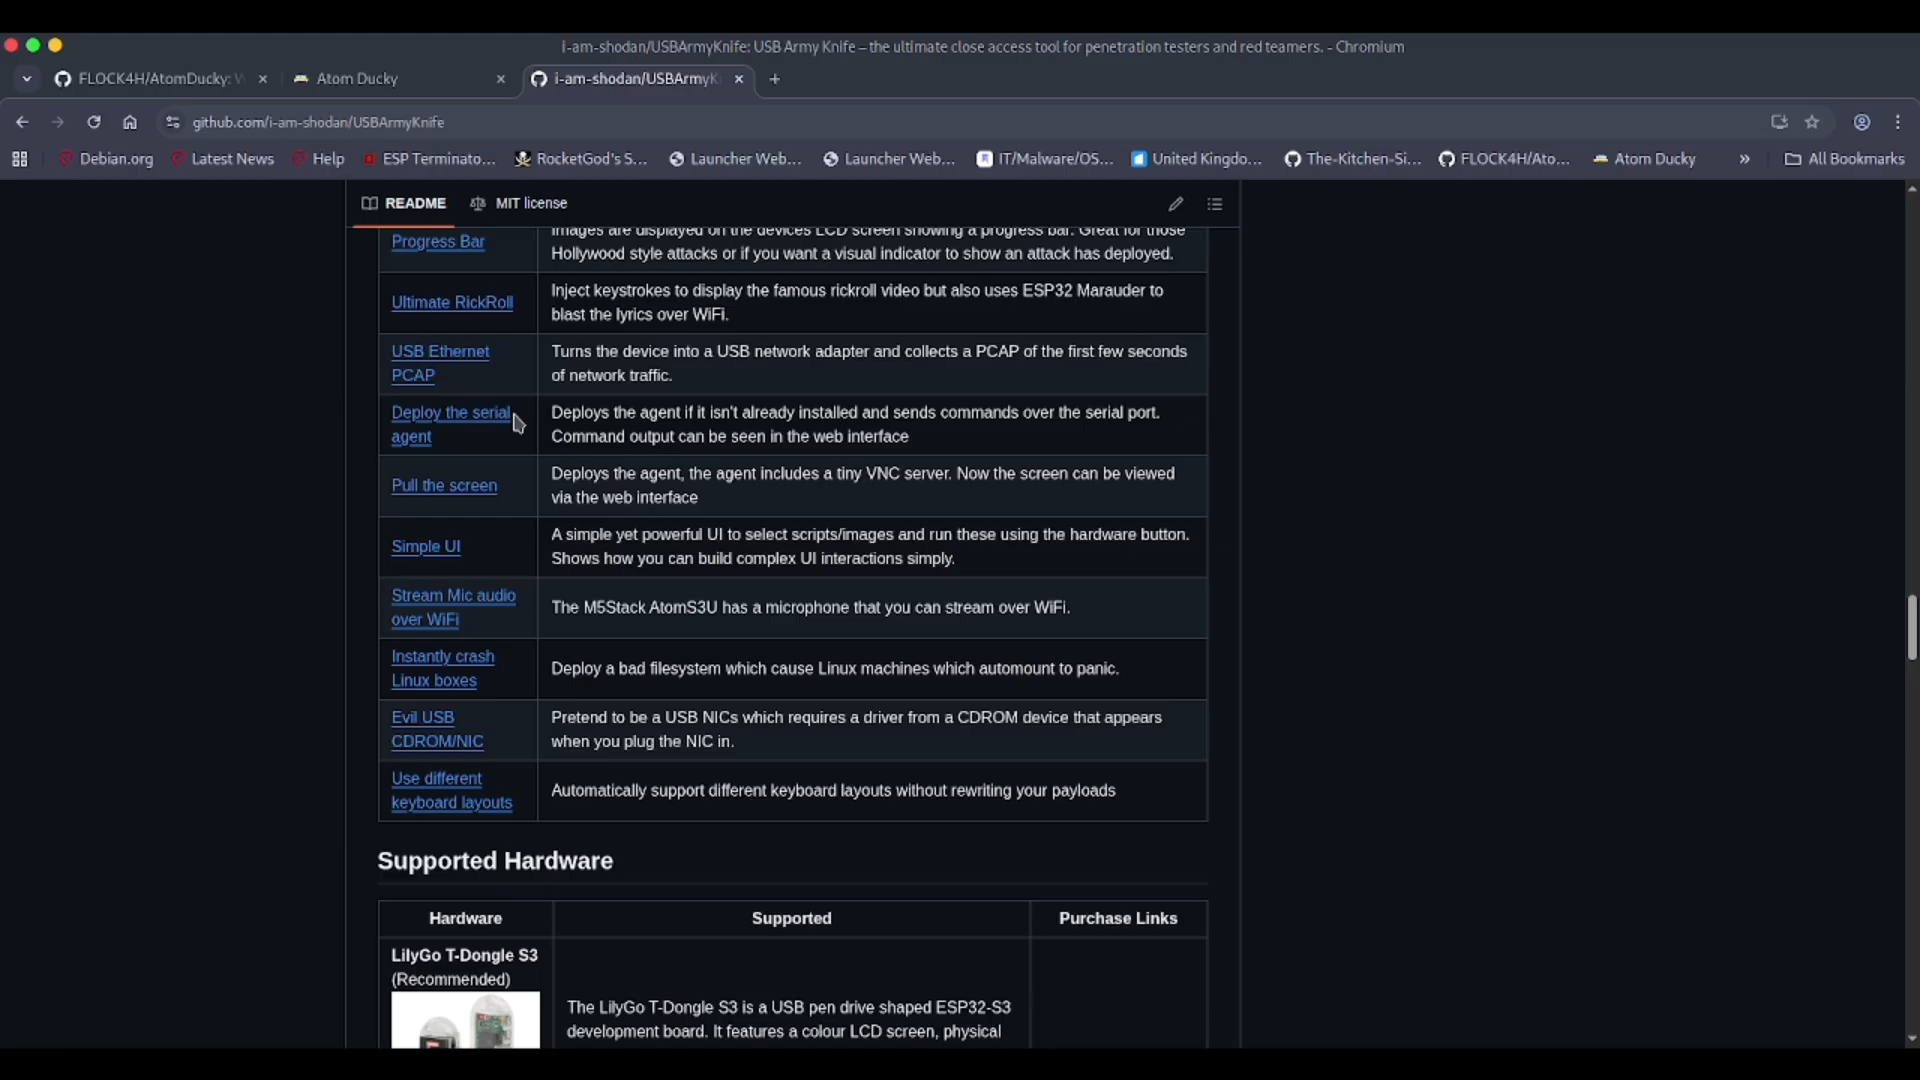 i-am-shodan/USBArmyKnife: USB Army Knife – the ultimate close access tool for penetration testers and red teamers. - Chromium
FLOCK4H/AtomDucky: W
Atom Ducky
i-am-shodan/USBArmyK
github.com/i-am-shodan/USBArmyKnife
Debian.org
Latest News
Help
ESP Terminato...
RocketGod's S...
Launcher Web...
Launcher Web...
IT/Malware/OS...
United Kingdo...
The-Kitchen-Si...
FLOCK4H/Ato...
Atom Ducky
»
All Bookmarks
README
MIT license
Progress Bar
Images are displayed on the devices LCD screen showing a progress bar. Great for those
Hollywood style attacks or if you want a visual indicator to show an attack has deployed.
Ultimate RickRoll
Inject keystrokes to display the famous rickroll video but also uses ESP32 Marauder to
blast the lyrics over WiFi.
USB Ethernet
PCAP
Turns the device into a USB network adapter and collects a PCAP of the first few seconds
of network traffic.
Deploy the serial
agent
Deploys the agent if it isn't already installed and sends commands over the serial port.
Command output can be seen in the web interface
Pull the screen
Deploys the agent, the agent includes a tiny VNC server. Now the screen can be viewed
via the web interface
Simple UI
A simple yet powerful UI to select scripts/images and run these using the hardware button.
Shows how you can build complex UI interactions simply.
Stream Mic audio
over WiFi
The M5Stack AtomS3U has a microphone that you can stream over WiFi.
Instantly crash
Linux boxes
Deploy a bad filesystem which cause Linux machines which automount to panic.
Evil USB
CDROM/NIC
Pretend to be a USB NICs which requires a driver from a CDROM device that appears
when you plug the NIC in.
Use different
keyboard layouts
Automatically support different keyboard layouts without rewriting your payloads
Supported Hardware
Hardware
Supported
Purchase Links
LilyGo T-Dongle S3
(Recommended)
The LilyGo T-Dongle S3 is a USB pen drive shaped ESP32-S3
development board. It features a colour LCD screen, physical